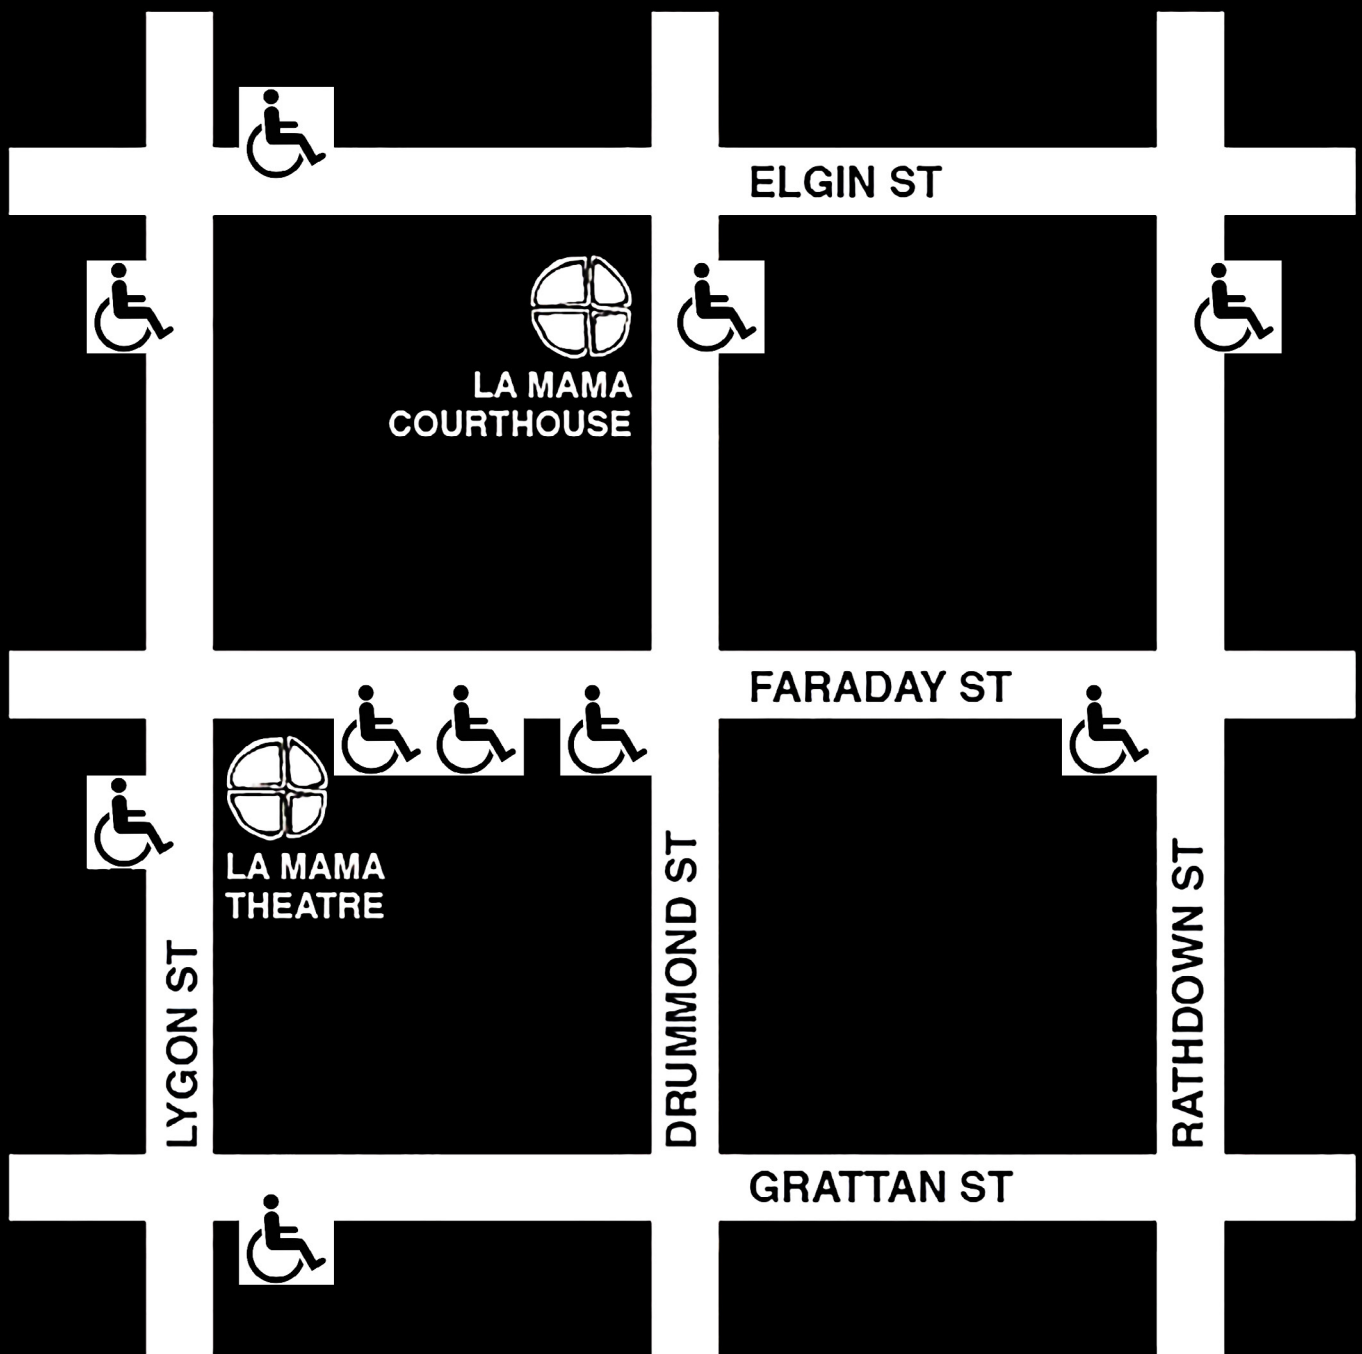 ELGIN ST
LA MAMA
COURTHOUSE
FARADAY ST
LA MAMA
THEATRE
LYGON ST
DRUMMOND ST
RATHDOWN ST
GRATTAN ST